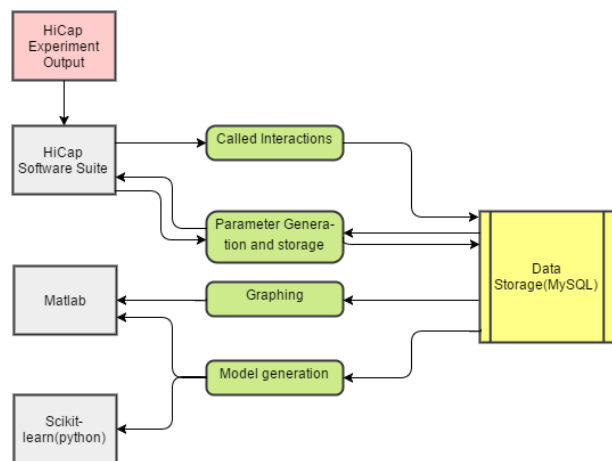 HiCap
Experiment
Output
HiCap
Software Suite
Called Interactions
Parameter Genera-
tion and storage
Data
Storage(MySQL)
Matlab
Graphing
Model generation
Scikit-
learn(python)